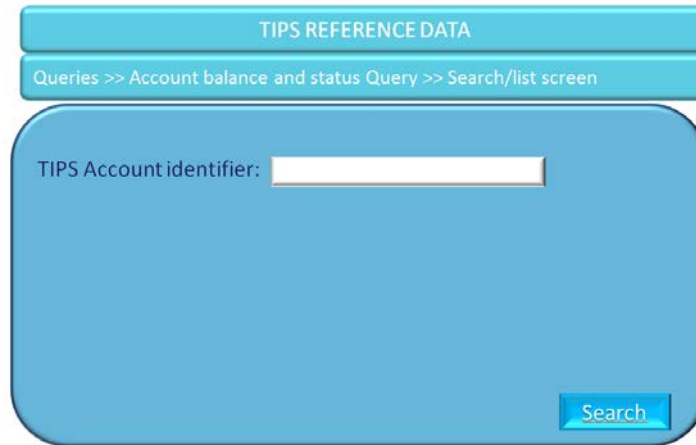 TIPS REFERENCE DATA
Queries >> Account balance and status Query >> Search/list screen
TIPS Account identifier:
Search